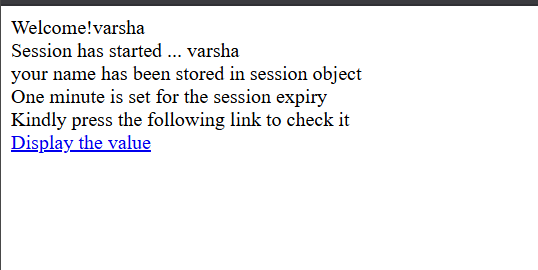 Welcome!varsha
Session has started ... varsha
your name has been stored in session object
One minute is set for the session expiry
Kindly press the following link to check it
Display the value